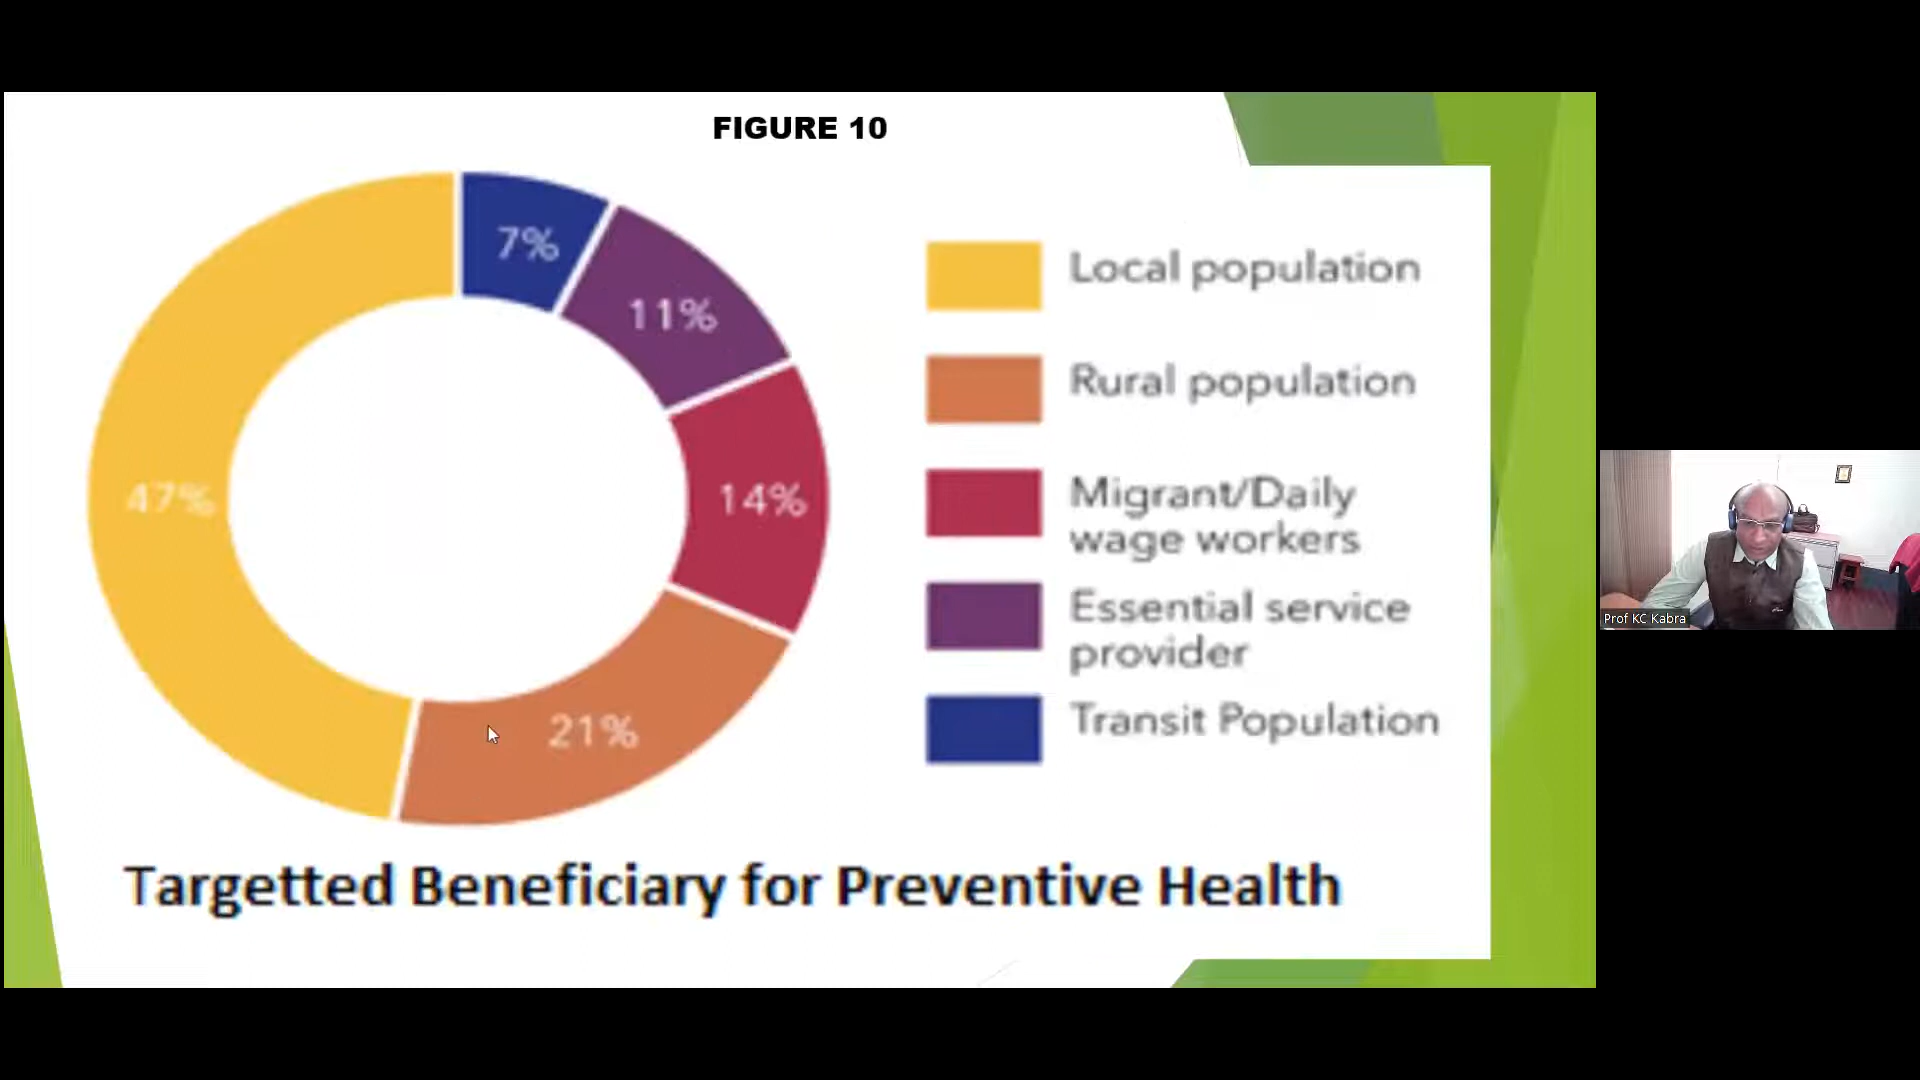 FIGURE 10
7%
11%
47%
14%
21%
Local population
Rural population
Migrant/Daily
wage workers
Essential service
provider
Transit Population
Targetted Beneficiary for Preventive Health
Prof KC Kabra